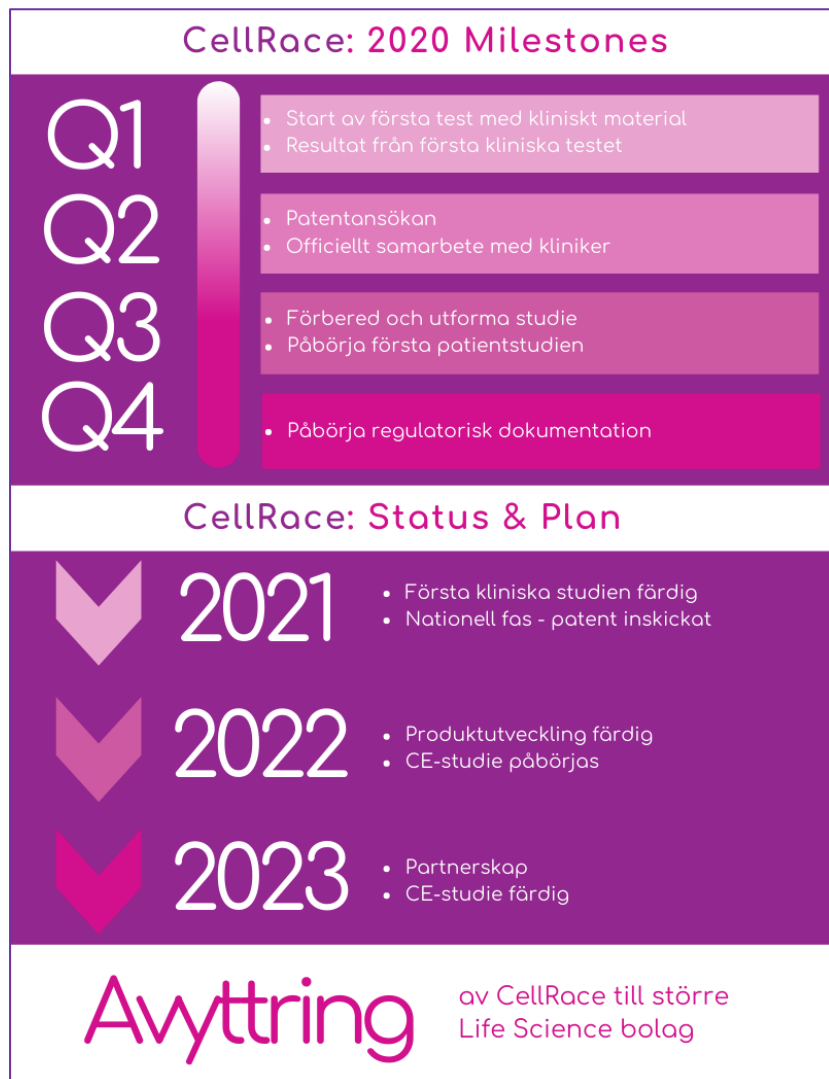 CellRace: 2020 Milestones
Q1
• Start av första test med kliniskt material
• Resultat från första kliniska testet
Q2
• Patentansökan
• Officiellt samarbete med kliniker
Q3
• Förbered och utforma studie
• Påbörja första patientstudien
Q4
• Påbörja regulatorisk dokumentation
CellRace: Status & Plan
2021
• Första kliniska studien färdig
• Nationell fas - patent inskickat
2022
• Produktutveckling färdig
• CE-studie påbörjas
2023
• Partnerskap
• CE-studie färdig
Avyttring
av CellRace till större
Life Science bolag